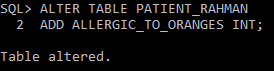 SQL> ALTER TABLE PATIENT_RAHMAN
2 ADD ALLERGIC_TO_ORANGES INT;
Table altered.